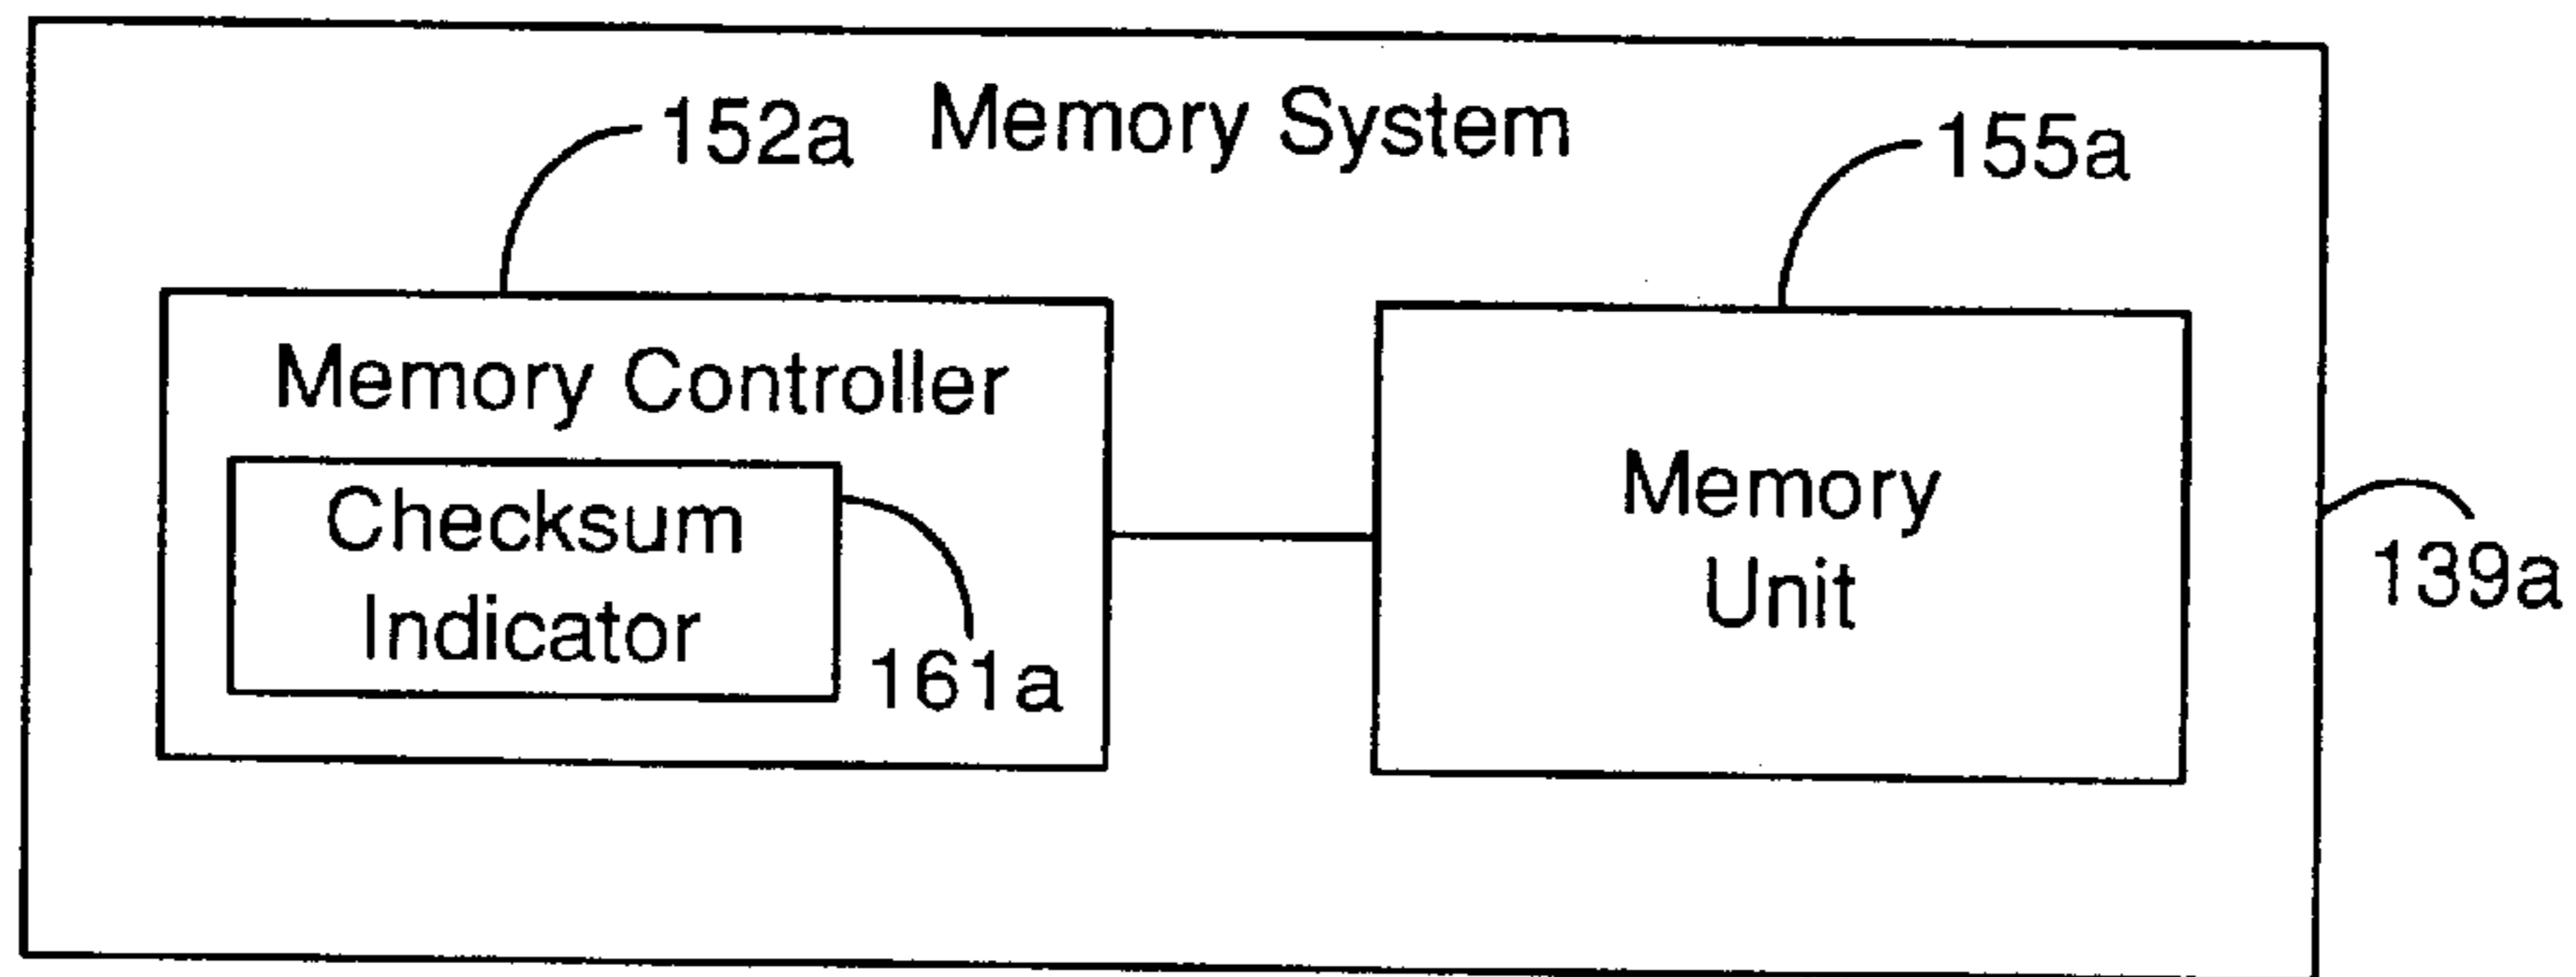 152a Memory System 155a
Memory Controller
Checksum
Indicator
161a
Memory
Unit
139a